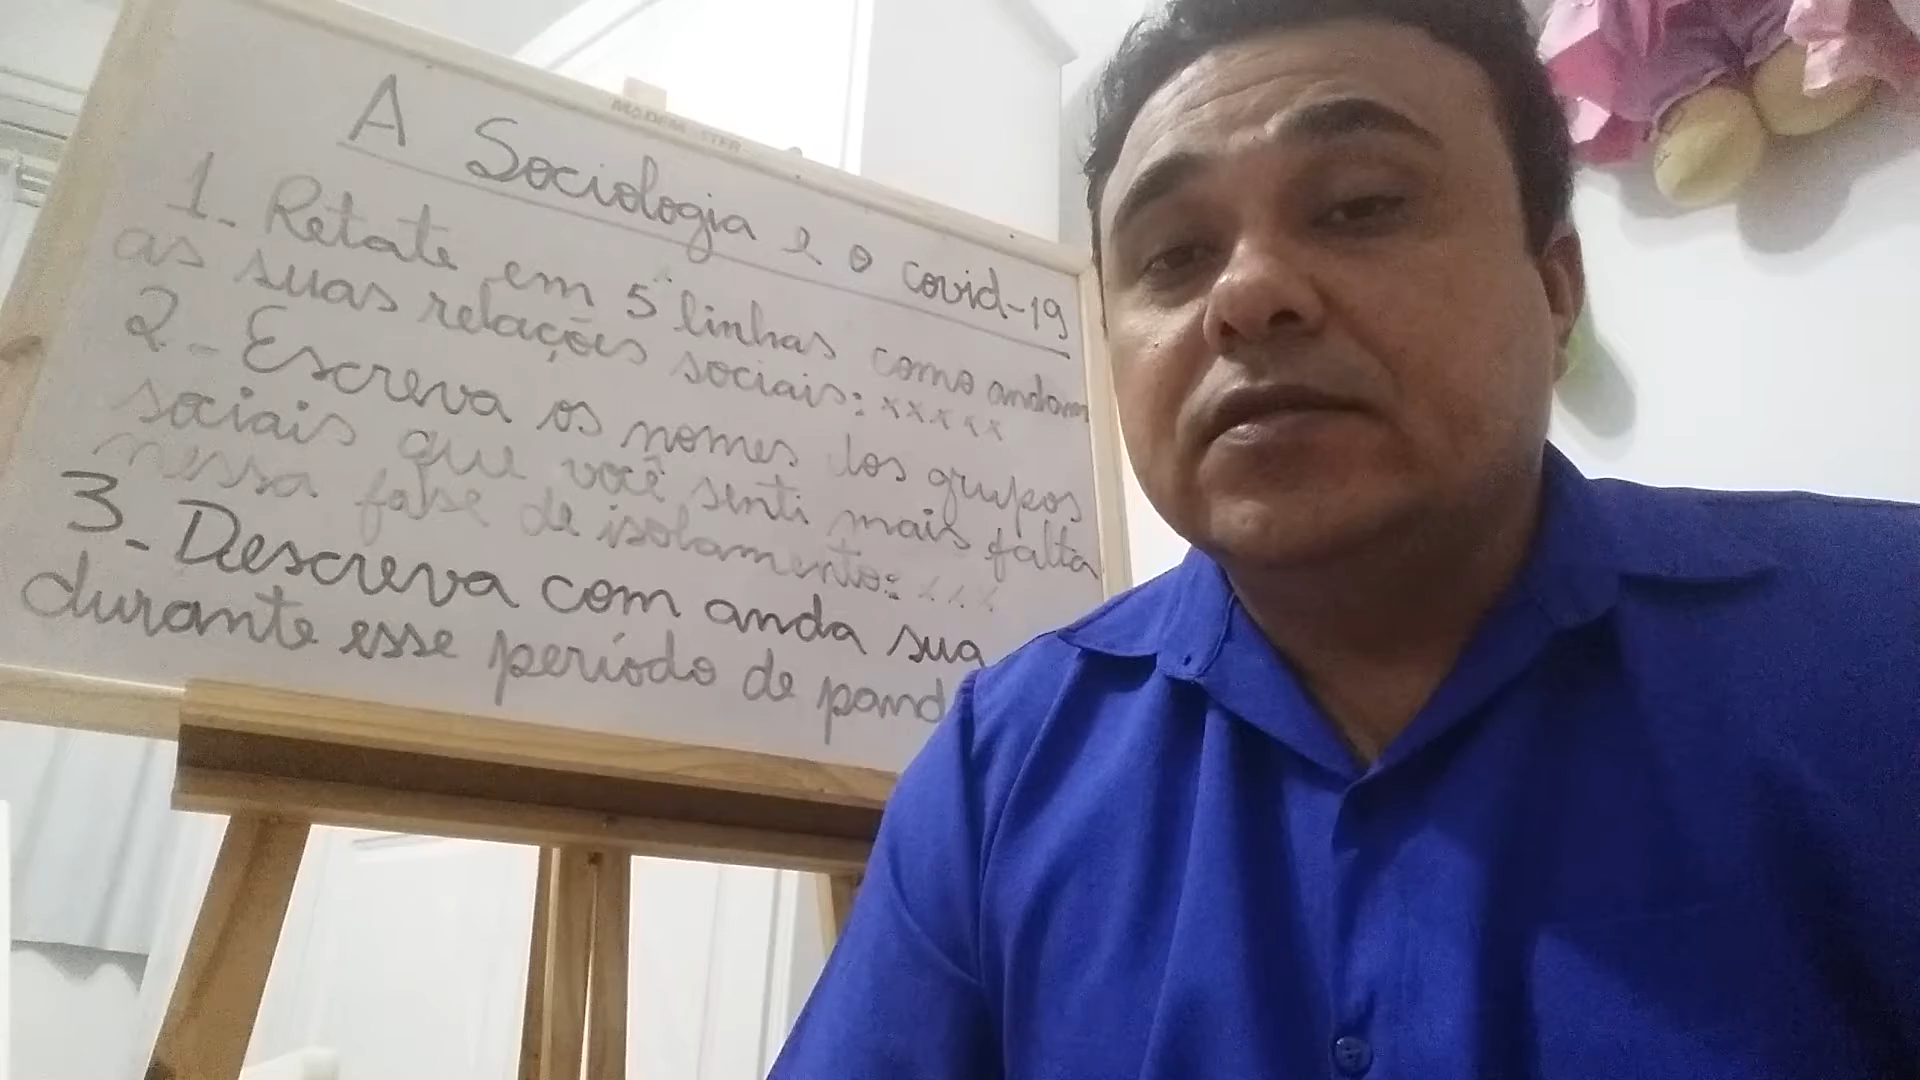 A Sociologia e o covid-19
1- Retate em 5 linhas como andam
as suas relações sociais: xxxxx
2- Escreva os nomes dos grupos
sociais que você senti mais falta
nessa fase de isolamento: xxx
3- Descreva com anda sua
durante esse período de pand